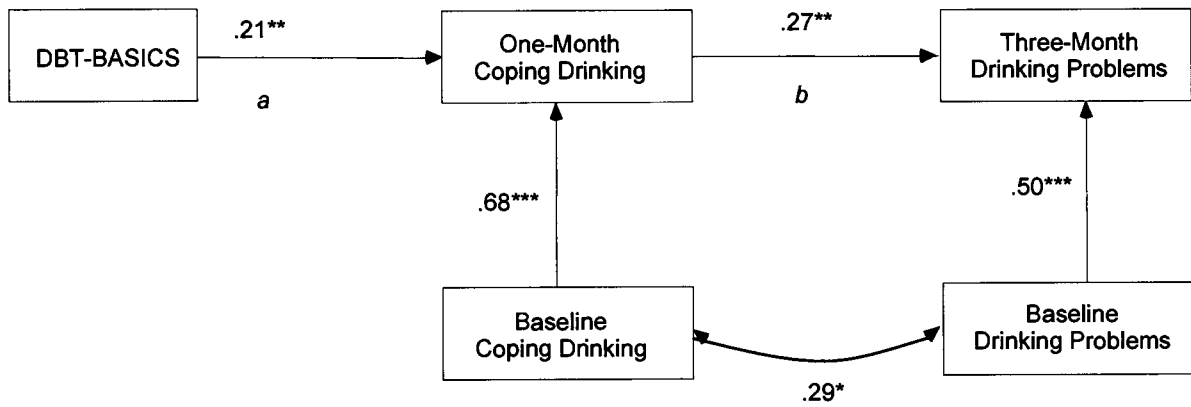 .21**
.27**
DBT-BASICS
One-Month
Coping Drinking
Three-Month
Drinking Problems
a
b
.68***
.50***
Baseline
Coping Drinking
Baseline
Drinking Problems
.29*